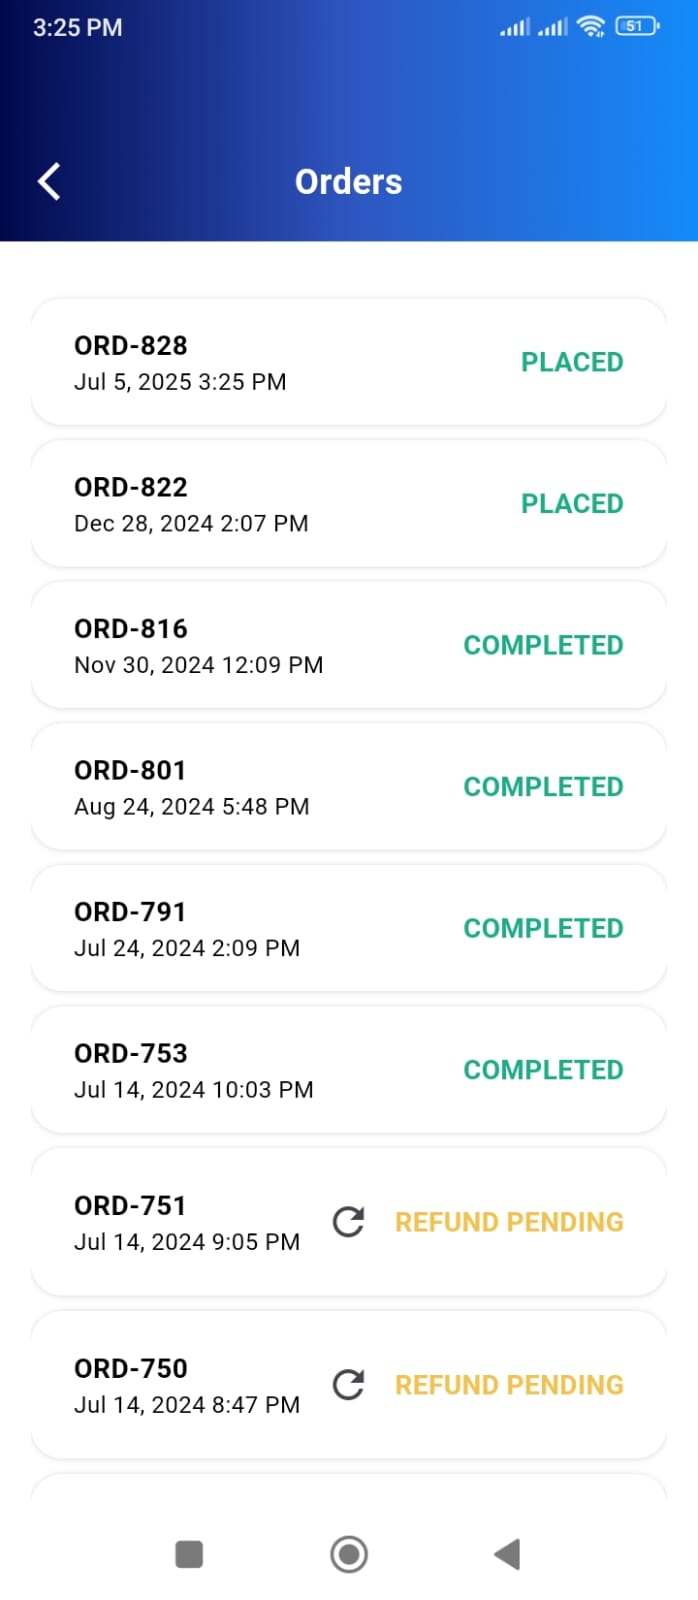 3:25 PM
51
Orders
ORD-828
Jul 5, 2025 3:25 PM
PLACED
ORD-822
Dec 28, 2024 2:07 PM
PLACED
ORD-816
Nov 30, 2024 12:09 PM
COMPLETED
ORD-801
Aug 24, 2024 5:48 PM
COMPLETED
ORD-791
Jul 24, 2024 2:09 PM
COMPLETED
ORD-753
Jul 14, 2024 10:03 PM
COMPLETED
ORD-751
Jul 14, 2024 9:05 PM
REFUND PENDING
ORD-750
Jul 14, 2024 8:47 PM
REFUND PENDING